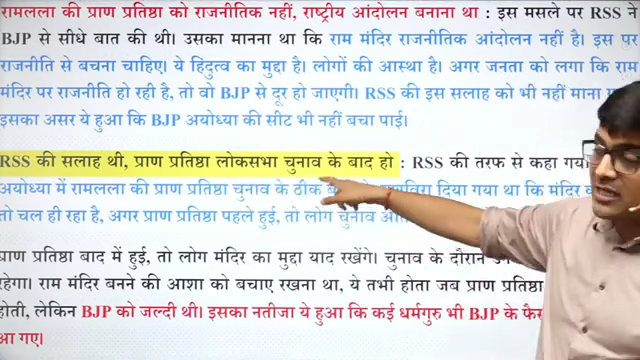 रामलला की प्राण प्रतिष्ठा को राजनीतिक नहीं, राष्ट्रीय आंदोलन बनाना था : इस मसले पर RSS ने
BJP से सीधे बात की थी। उसका मानना था कि राम मंदिर राजनीतिक आंदोलन नहीं है। इस पर
राजनीति से बचना चाहिए। ये हिंदुत्व का मुद्दा है। लोगों की आस्था है। अगर जनता को लगा कि राम
मंदिर पर राजनीति हो रही है, तो वो BJP से दूर हो जाएगी। RSS की इस सलाह को भी नहीं माना
इसका असर ये हुआ कि BJP अयोध्या की सीट भी नहीं बचा पाई।
RSS की सलाह थी, प्राण प्रतिष्ठा लोकसभा चुनाव के बाद हो : RSS की तरफ से कहा
अयोध्या में रामलला की प्राण प्रतिष्ठा चुनाव के ठीक दिया गया था कि मंदिर
तो चल ही रहा है, अगर प्राण प्रतिष्ठा पहले हुई, तो लोग चुनाव
प्राण प्रतिष्ठा बाद में हुई, तो लोग मंदिर का मुद्दा याद रखेंगे। चुनाव के दौरान
रहेगा। राम मंदिर बनने की आशा को बचाए रखना था, ये तभी होता जब प्राण प्रतिष्ठा
होती, लेकिन BJP को जल्दी थी। इसका नतीजा ये हुआ कि कई धर्मगुरु भी BJP के
आ गए।